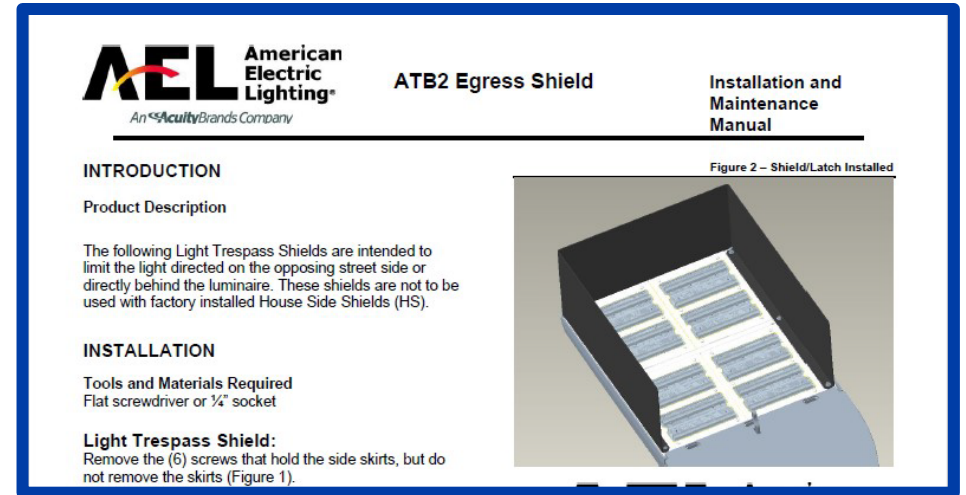 AEL American
Electric
Lighting®
An AcuityBrands Company
ATB2 Egress Shield
Installation and
Maintenance
Manual
INTRODUCTION
Product Description
The following Light Trespass Shields are intended to
limit the light directed on the opposing street side or
directly behind the luminaire. These shields are not to be
used with factory installed House Side Shields (HS).
INSTALLATION
Tools and Materials Required
Flat screwdriver or ¼" socket
Light Trespass Shield:
Remove the (6) screws that hold the side skirts, but do
not remove the skirts (Figure 1).
Figure 2 – Shield/Latch Installed